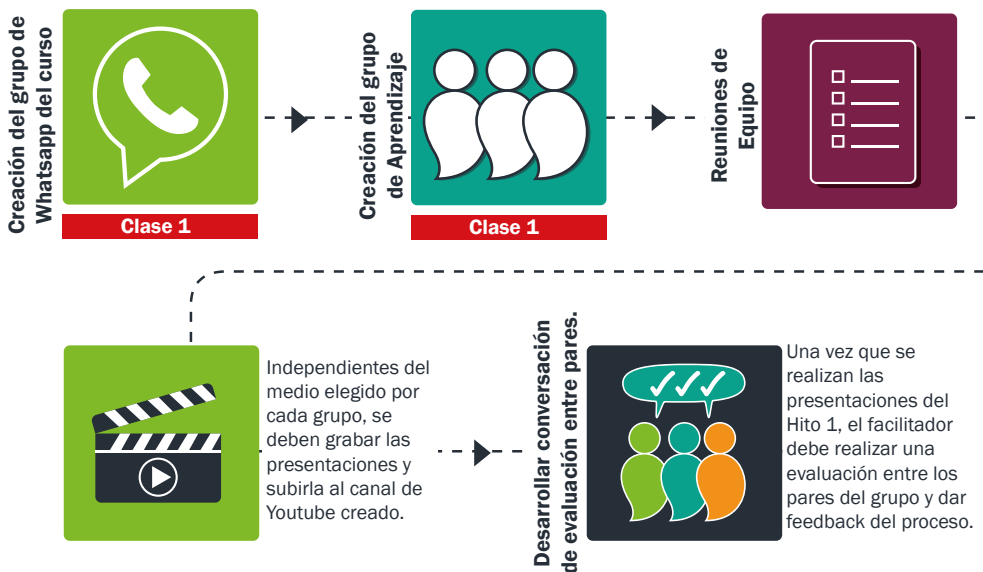 Creación del grupo de
Whatsapp del curso
Clase 1
Creación del grupo
de Aprendizaje
Clase 1
Reuniones de
Equipo
Independientes del
medio elegido por
cada grupo, se
deben grabar las
presentaciones y
subirla al canal de
Youtube creado.
Desarrollar conversación
de evaluación entre pares.
Una vez que se
realizan las
presentaciones del
Hito 1, el facilitador
debe realizar una
evaluación entre los
pares del grupo y dar
feedback del proceso.